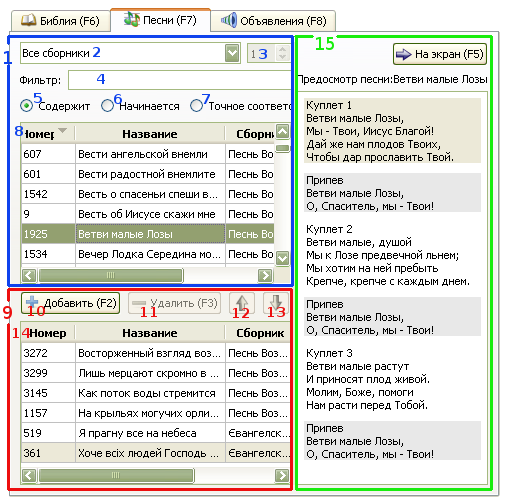 Библия (F6) Песни (F7) Объявления (F8)
1
Все сборники 2
1 3
Фильтр: 4
5 6 7
Содержит Начинается Точное соответс
8 Номер Название Сборник
607 Вести ангельской внемли Песнь Во
601 Вести радостной внемлите Песнь Во
1542 Весть о спасеньи спеши в... Песнь Во
9 Весть об Иисусе скажи мне Песнь Во
1925 Ветви малые Лозы Песнь Во
1534 Вечер Лодка Середина мо... Песнь Во
9
Добавить (F2) Удалить (F3)
10 11 12 13
14 Номер Название Сборник
3272 Восторженный взгляд воз... Песнь Воз...
3299 Лишь мерцают скромно в ... Песнь Воз...
3145 Как поток воды стремится Песнь Воз...
1157 На крыльях могучих орли... Песнь Воз...
519 Я прагну все на небеса Євангельск...
361 Хоче всіх людей Господь ... Євангельск...
15
На экран (F5)
Предосмотр песни:Ветви малые Лозы
Куплет 1
Ветви малые Лозы,
Мы - Твои, Иисус Благой!
Дай же нам плодов Твоих,
Чтобы дар прославить Твой.
Припев
Ветви малые Лозы,
О, Спаситель, мы - Твои!
Куплет 2
Ветви малые, душой
Мы к Лозе предвечной льнем;
Мы хотим на ней пребыть
Крепче, крепче с каждым днем.
Припев
Ветви малые Лозы,
О, Спаситель, мы - Твои!
Куплет 3
Ветви малые растут
И приносят плод живой.
Молим, Боже, помоги
Нам расти перед Тобой.
Припев
Ветви малые Лозы,
О, Спаситель, мы - Твои!